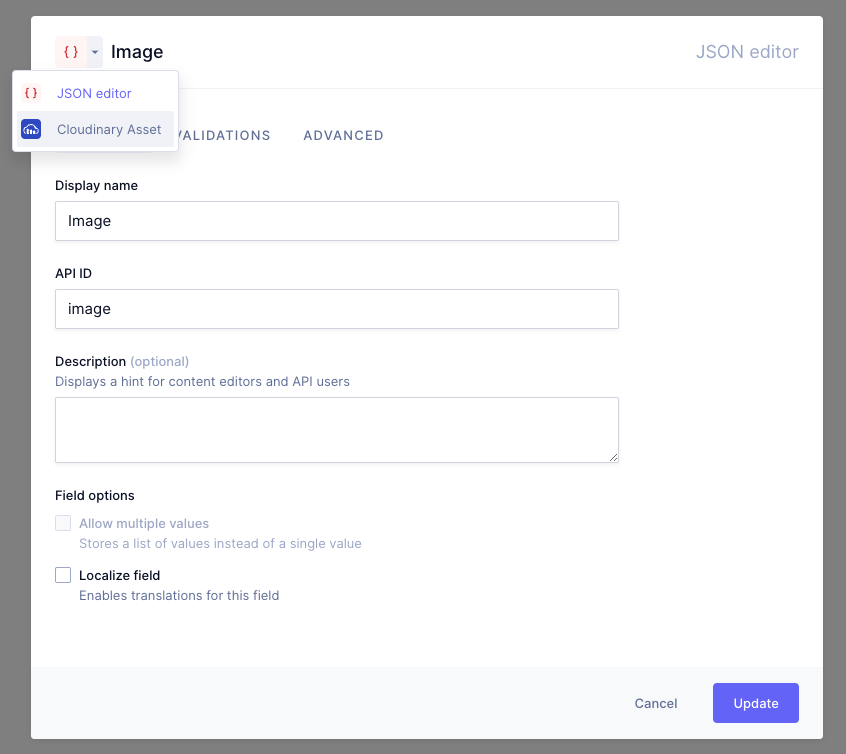 { } Image
JSON editor
{ } JSON editor
Cloudinary Asset
VALIDATIONS
ADVANCED
Display name
Image
API ID
image
Description (optional)
Displays a hint for content editors and API users
Field options
Allow multiple values
Stores a list of values instead of a single value
Localize field
Enables translations for this field
Cancel
Update